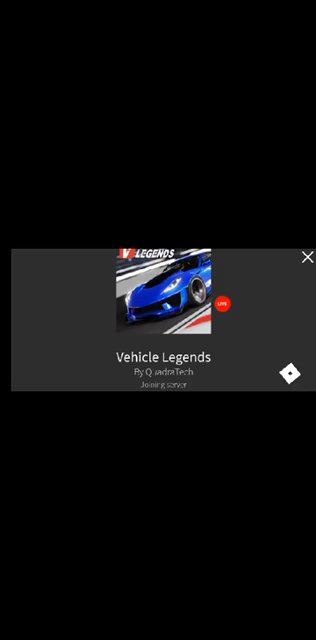 LEGENDS
LIVE
Vehicle Legends
By QuadraTech
Joining server